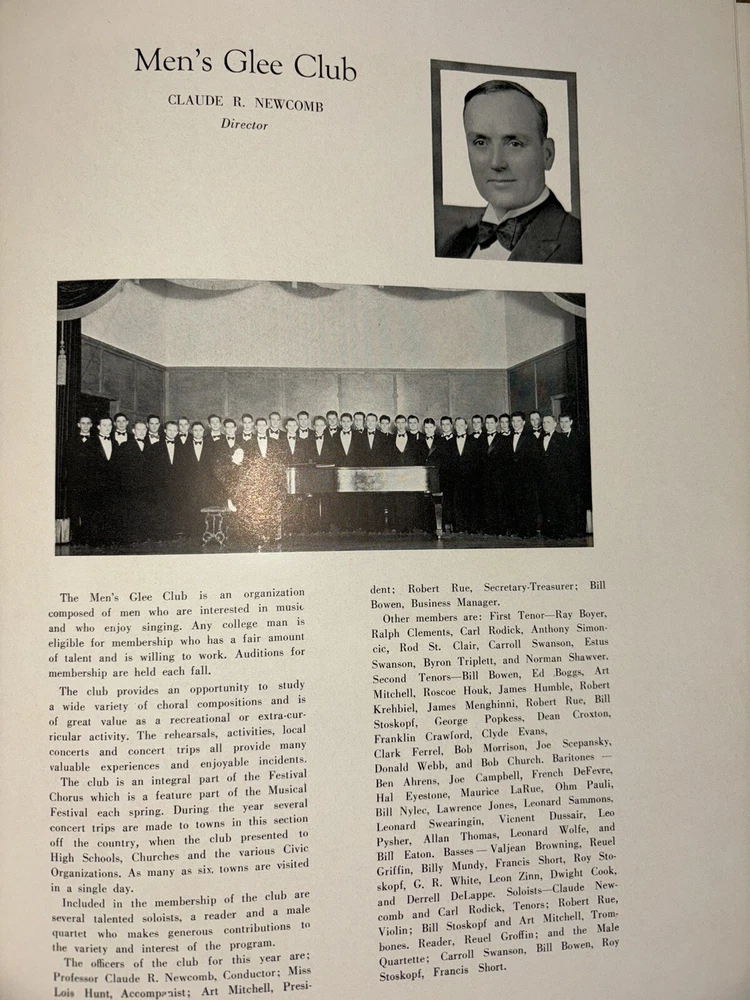 Men's Glee Club
CLAUDE R. NEWCOMB
Director
The Men's Glee Club is an organization
composed of men who are interested in music
and who enjoy singing. Any college man is
eligible for membership who has a fair amount
of talent and is willing to work. Auditions for
membership are held each fall.
The club provides an opportunity to study
a wide variety of choral compositions and is
of great value as a recreational or extra-cur-
ricular activity. The rehearsals, activities, local
concerts and concert trips all provide many
valuable experiences and enjoyable incidents.
The club is an integral part of the Festival
Chorus which is a feature part of the Musical
Festival each spring. During the year several
concert trips are made to towns in this section
off the country, when the club presented to
High Schools, Churches and the various Civic
Organizations. As many as six. towns are visited
in a single day.
Included in the membership of the club are
several talented soloists, a reader and a male
quartet who makes generous contributions to
the variety and interest of the program.
The officers of the club for this year are;
Professor Claude R. Newcomb, Conductor; Miss
Lois Hunt, Accompanist; Art Mitchell, Presi-
dent; Robert Rue, Secretary-Treasurer; Bill
Bowen, Business Manager.
Other members are: First Tenor—Ray Boyer,
Ralph Clements, Carl Rodick, Anthony Simon-
cic, Rod St. Clair, Carroll Swanson, Estus
Swanson, Byron Triplett, and Norman Shawver.
Second Tenors—Bill Bowen, Ed Boggs, Art
Mitchell, Roscoe Houk, James Humble, Robert
Krehbiel, James Menghinni, Robert Rue, Bill
Stoskopf, George Popkess, Dean Croxton,
Franklin Crawford, Clyde Evans,
Clark Ferrel, Bob Morrison, Joe Scepansky,
Donald Webb, and Bob Church. Baritones —
Ben Ahrens, Joe Campbell, French DeFevre,
Hal Eyestone, Maurice LaRue, Ohm Pauli,
Bill Nylec, Lawrence Jones, Leonard Sammons,
Leonard Swearingin, Vicnent Dussair, Leo
Pysher, Allan Thomas, Leonard Wolfe, and
Bill Eaton. Basses — Valjean Browning, Reuel
Griffin, Billy Mundy, Francis Short, Roy Sto-
skopf, G. R. White, Leon Zinn, Dwight Cook,
and Derrell DeLappe. Soloists—Claude New-
comb and Carl Rodick, Tenors; Robert Rue,
Violin; Bill Stoskopf and Art Mitchell, Trom-
bones. Reader, Reuel Groffin; and the Male
Quartette; Carroll Swanson, Bill Bowen, Roy
Stoskopf, Francis Short.